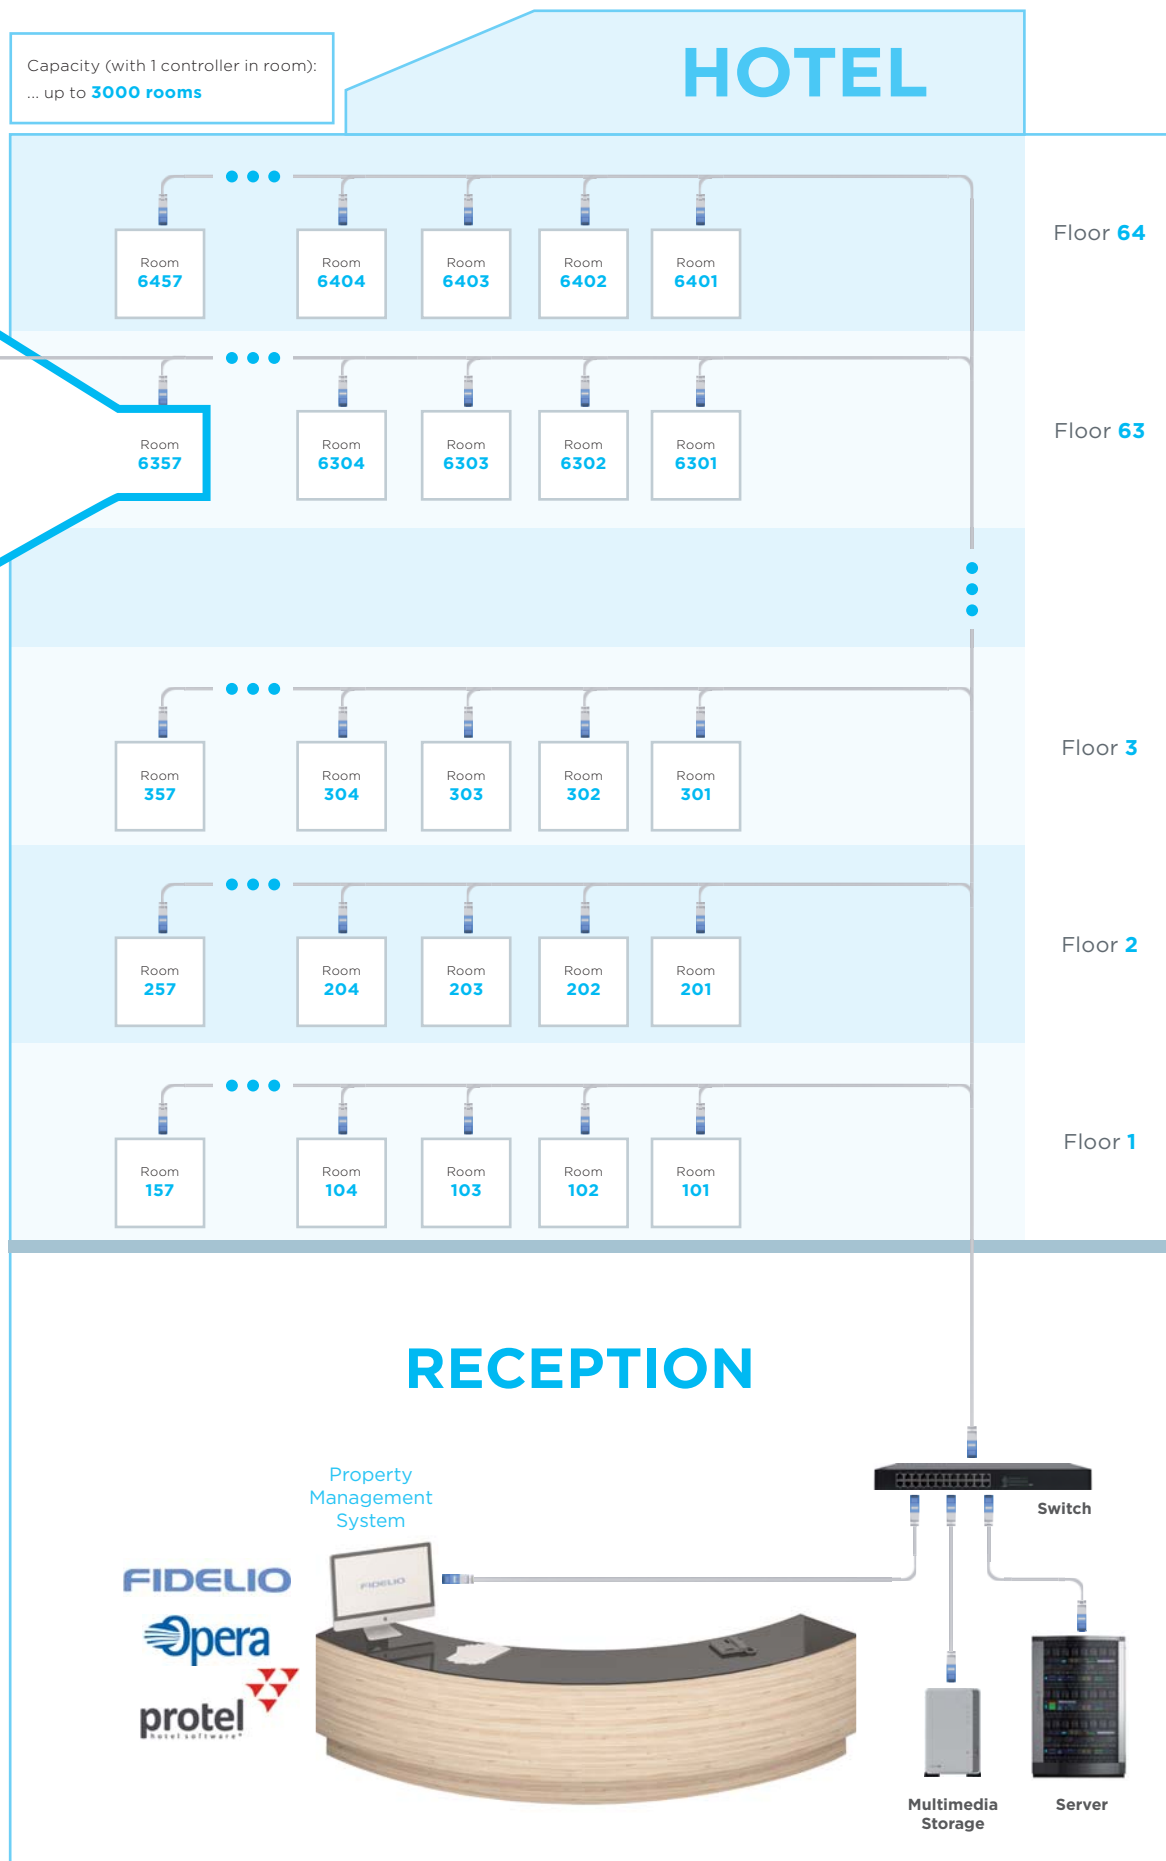 Capacity (with 1 controller in room):
... up to 3000 rooms
HOTEL
Room
6457
Room
6404
Room
6403
Room
6402
Room
6401
Floor 64
Room
6357
Room
6304
Room
6303
Room
6302
Room
6301
Floor 63
Room
357
Room
304
Room
303
Room
302
Room
301
Floor 3
Room
257
Room
204
Room
203
Room
202
Room
201
Floor 2
Room
157
Room
104
Room
103
Room
102
Room
101
Floor 1
RECEPTION
Property
Management
System
Switch
FIDELIO
FIDELIO
Opera
protel
hotelsoftware
Multimedia
Storage
Server